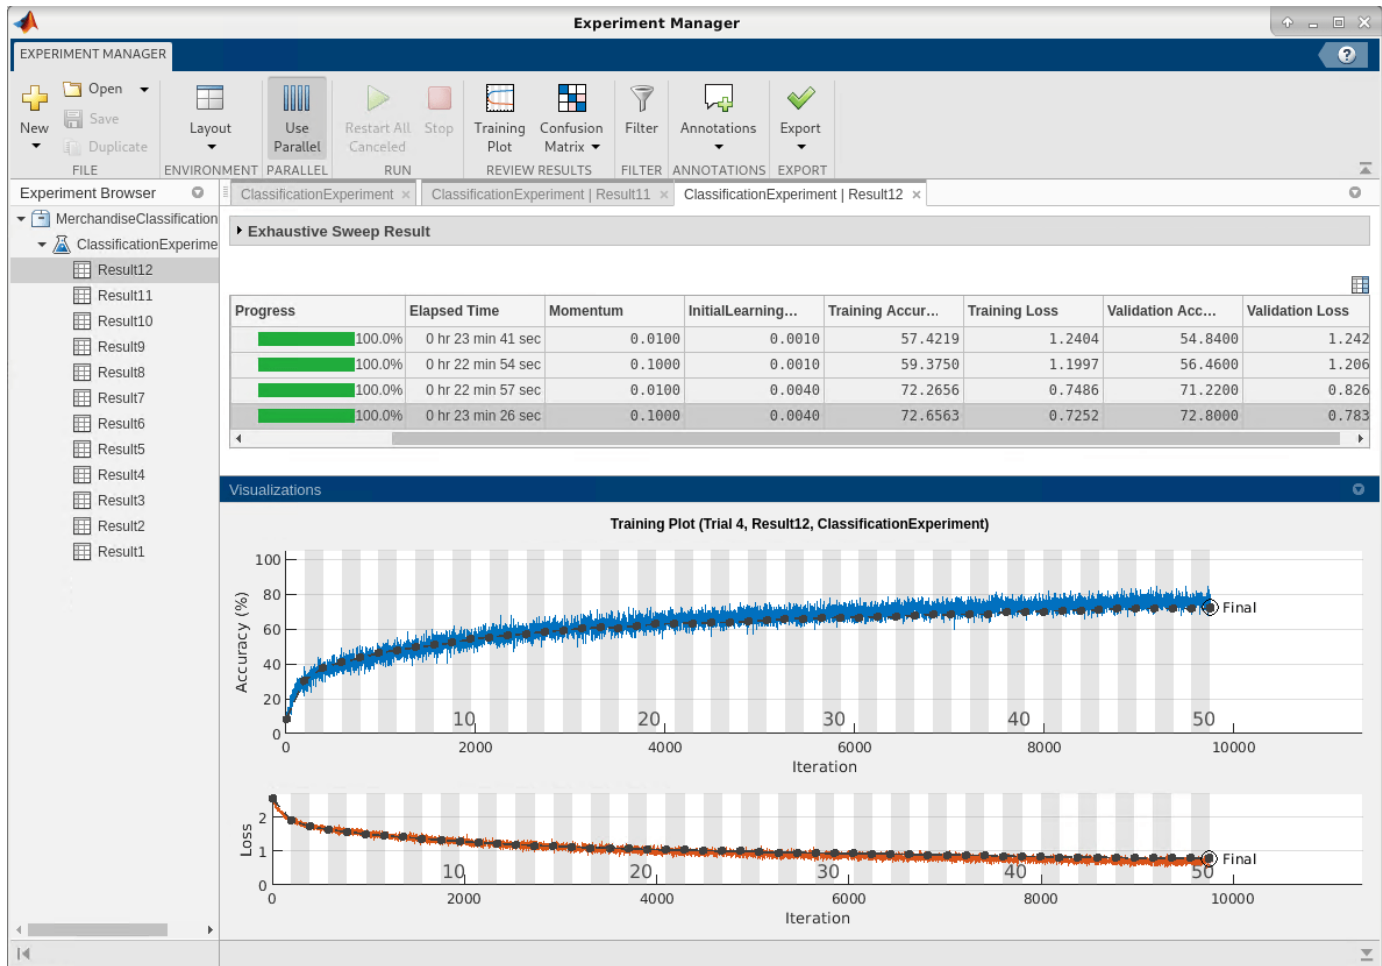 Experiment Manager
EXPERIMENT MANAGER
?
New
Open
Save
Duplicate
FILE
Layout
ENVIRONMENT
Use
Parallel
PARALLEL
Restart All
Canceled
Stop
RUN
Training
Plot
Confusion
Matrix
REVIEW RESULTS
Filter
FILTER
Annotations
ANNOTATIONS
Export
EXPORT
Experiment Browser
MerchandiseClassification
ClassificationExperime
Result12
Result11
Result10
Result9
Result8
Result7
Result6
Result5
Result4
Result3
Result2
Result1
ClassificationExperiment × ClassificationExperiment | Result11 × ClassificationExperiment | Result12 ×
Exhaustive Sweep Result
Progress Elapsed Time Momentum InitialLearning... Training Accur... Training Loss Validation Acc... Validation Loss
100.0% 0 hr 23 min 41 sec 0.0100 0.0010 57.4219 1.2404 54.8400 1.242
100.0% 0 hr 22 min 54 sec 0.1000 0.0010 59.3750 1.1997 56.4600 1.206
100.0% 0 hr 22 min 57 sec 0.0100 0.0040 72.2656 0.7486 71.2200 0.826
100.0% 0 hr 23 min 26 sec 0.1000 0.0040 72.6563 0.7252 72.8000 0.783
Visualizations
Training Plot (Trial 4, Result12, ClassificationExperiment)
Accuracy (%)
100
80
60
40
20
0
Final
10 20 30 40 50
0 2000 4000 6000 8000 10000
Iteration
Loss
2
1
0
Final
10 20 30 40 50
0 2000 4000 6000 8000 10000
Iteration